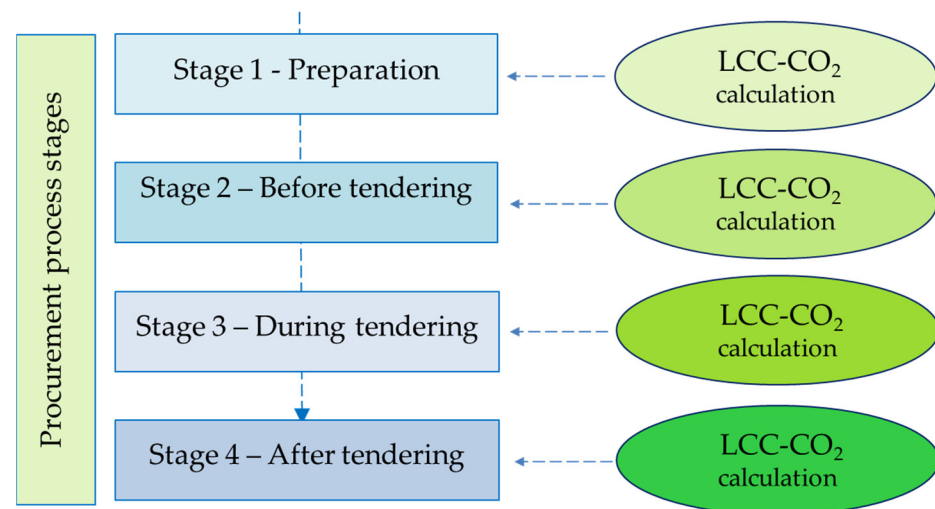 Procurement process stages
Stage 1 - Preparation
LCC-CO₂
calculation
Stage 2 – Before tendering
LCC-CO₂
calculation
Stage 3 – During tendering
LCC-CO₂
calculation
Stage 4 – After tendering
LCC-CO₂
calculation